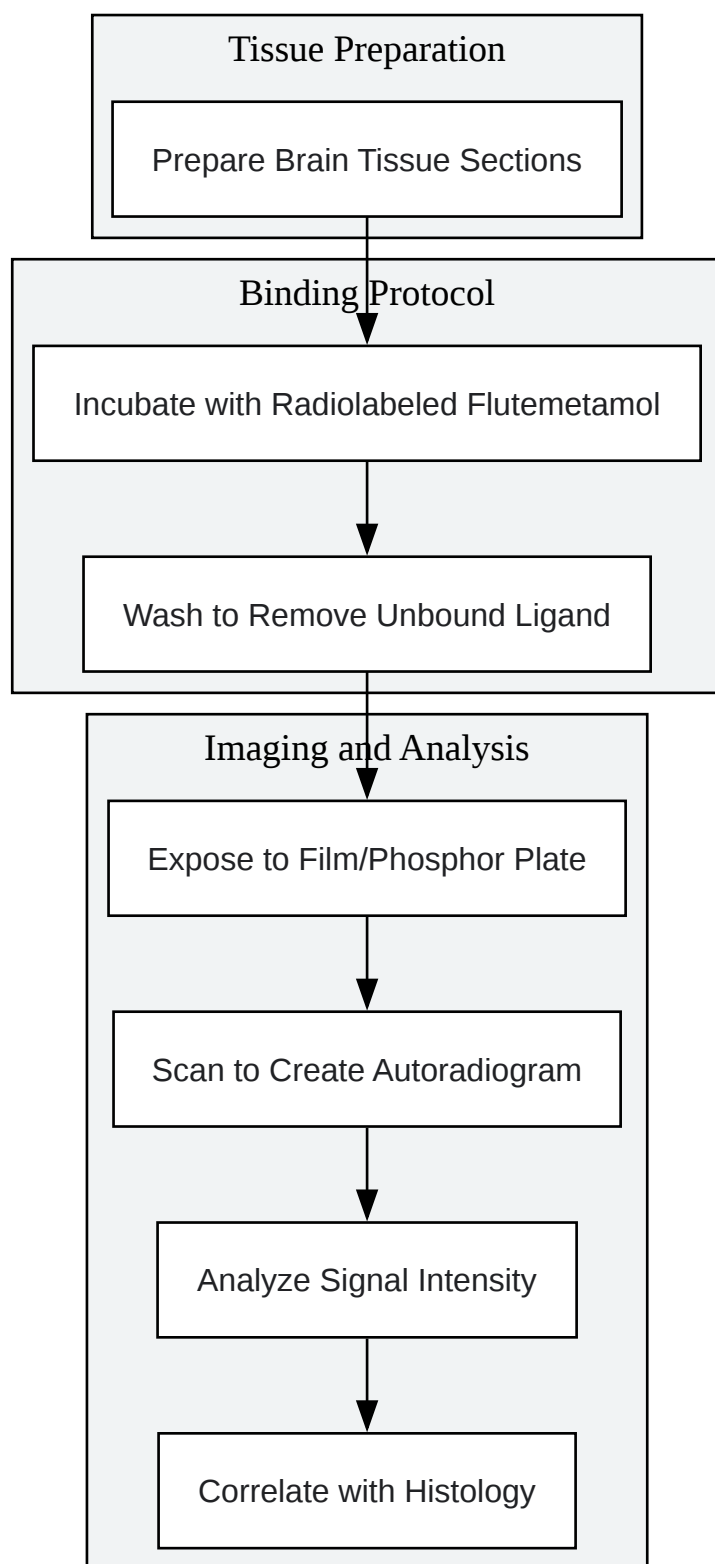 Tissue Preparation
Prepare Brain Tissue Sections
Binding Protocol
Incubate with Radiolabeled Flutemetamol
Wash to Remove Unbound Ligand
Imaging and Analysis
Expose to Film/Phosphor Plate
Scan to Create Autoradiogram
Analyze Signal Intensity
Correlate with Histology